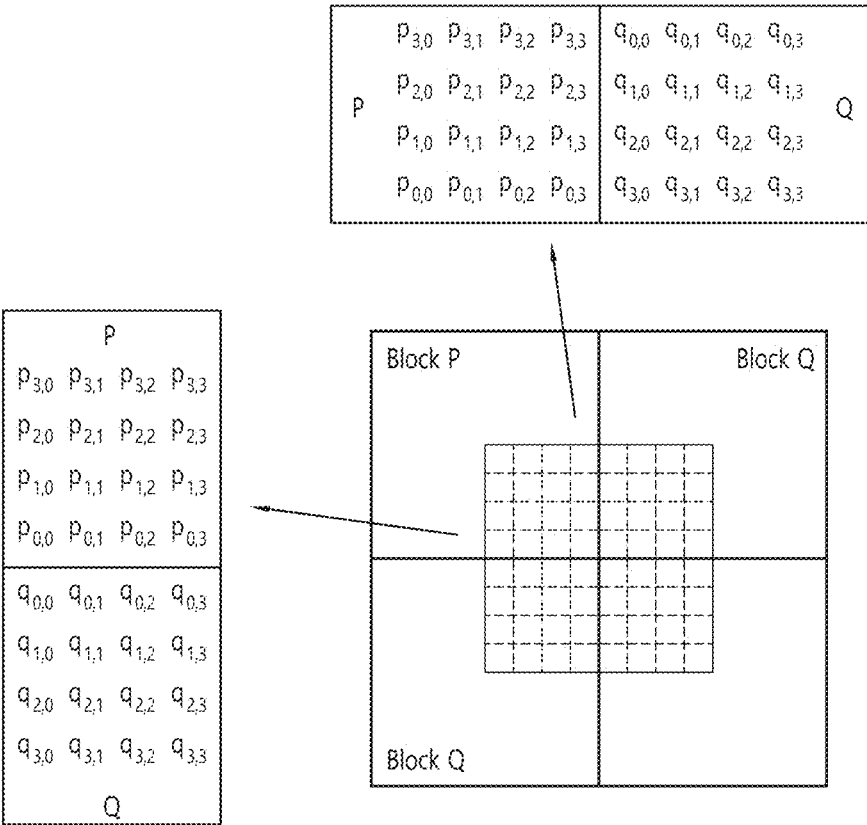 p3,0 p3,1 p3,2 p3,3 q0,0 q0,1 q0,2 q0,3
p2,0 p2,1 p2,2 p2,3 q1,0 q1,1 q1,2 q1,3
P Q
p1,0 p1,1 p1,2 p1,3 q2,0 q2,1 q2,2 q2,3
p0,0 p0,1 p0,2 p0,3 q3,0 q3,1 q3,2 q3,3
P
p3,0 p3,1 p3,2 p3,3
p2,0 p2,1 p2,2 p2,3
p1,0 p1,1 p1,2 p1,3
p0,0 p0,1 p0,2 p0,3
q0,0 q0,1 q0,2 q0,3
q1,0 q1,1 q1,2 q1,3
q2,0 q2,1 q2,2 q2,3
q3,0 q3,1 q3,2 q3,3
Q
Block P Block Q
Block Q